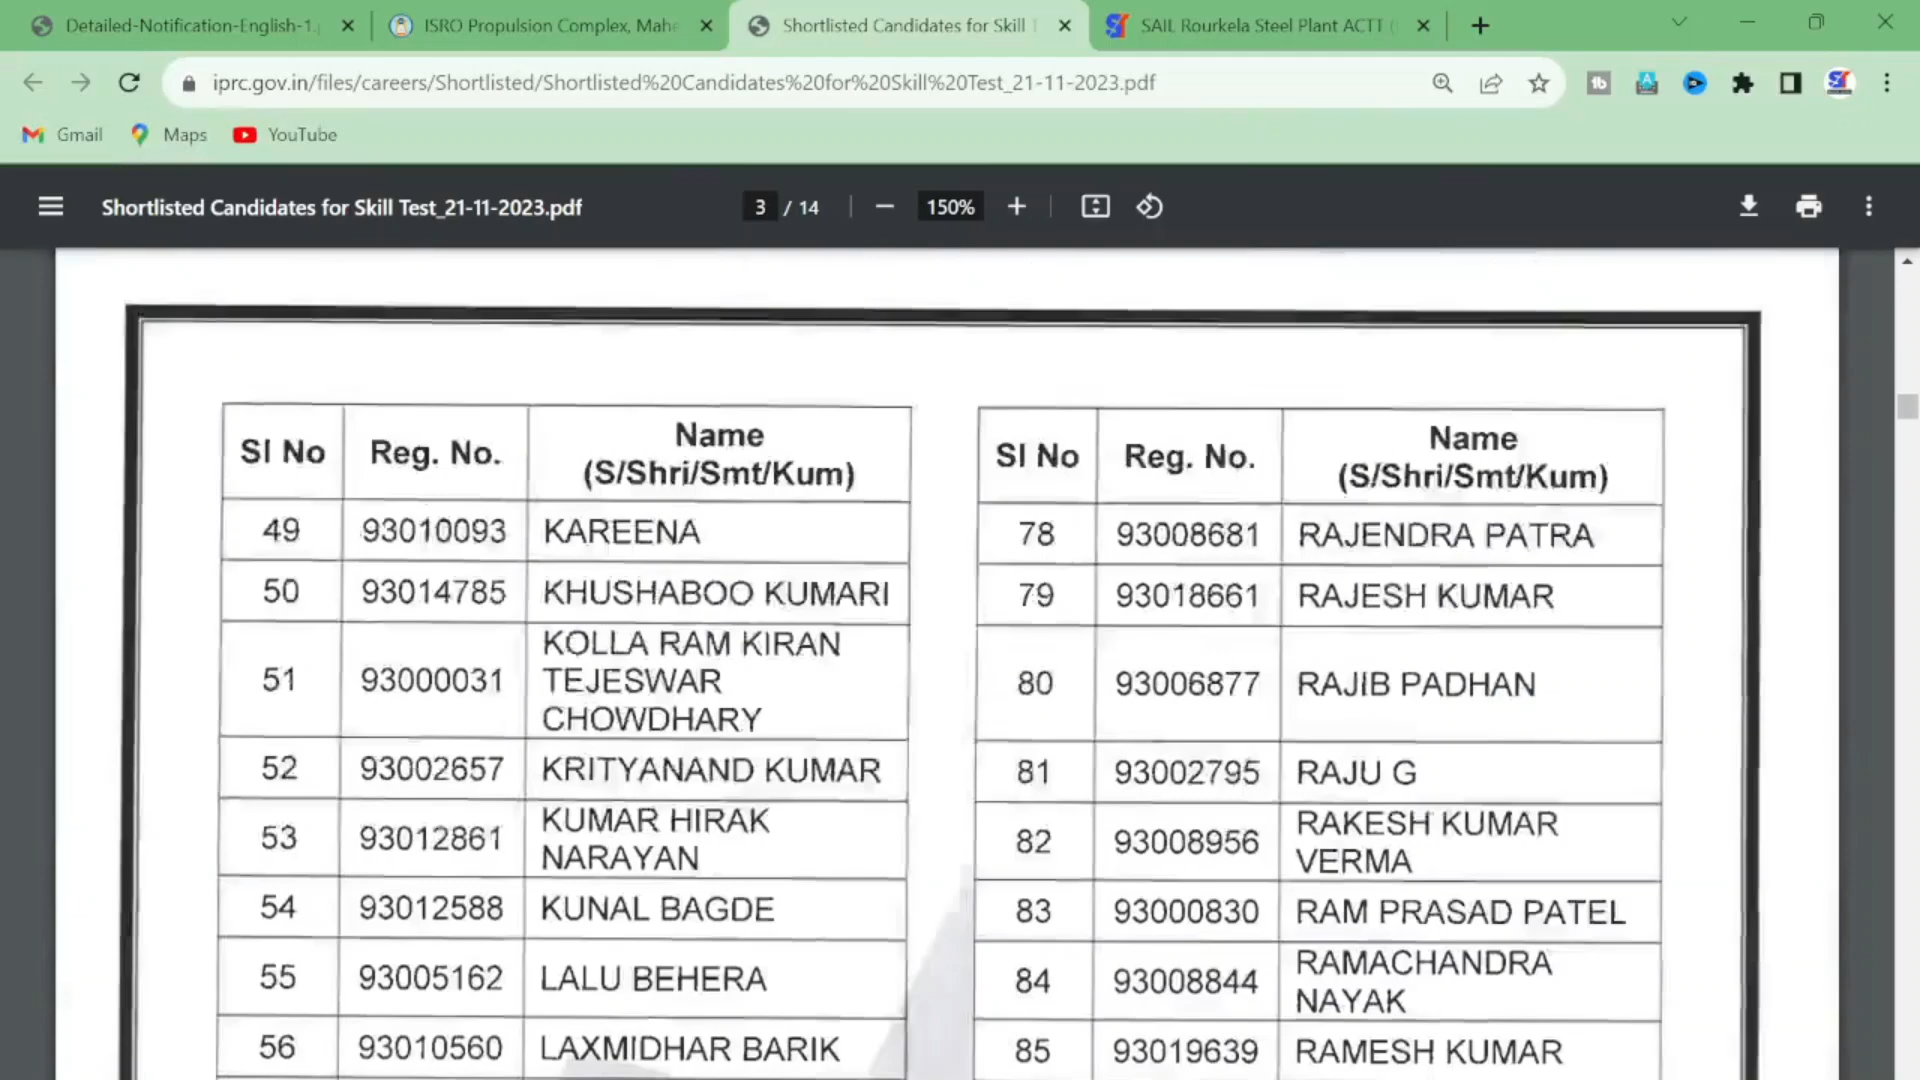 Detailed-Notification-English-1.
ISRO Propulsion Complex, Mahe
Shortlisted Candidates for Skill T
SAIL Rourkela Steel Plant ACTT (
iprc.gov.in/files/careers/Shortlisted/Shortlisted%20Candidates%20for%20Skill%20Test_21-11-2023.pdf
Gmail
Maps
YouTube
Shortlisted Candidates for Skill Test_21-11-2023.pdf
3 / 14
150%
Sl No Reg. No. Name
(S/Shri/Smt/Kum)
49 93010093 KAREENA
50 93014785 KHUSHABOO KUMARI
51 93000031 KOLLA RAM KIRAN
TEJESWAR
CHOWDHARY
52 93002657 KRITYANAND KUMAR
53 93012861 KUMAR HIRAK
NARAYAN
54 93012588 KUNAL BAGDE
55 93005162 LALU BEHERA
56 93010560 LAXMIDHAR BARIK
Sl No Reg. No. Name
(S/Shri/Smt/Kum)
78 93008681 RAJENDRA PATRA
79 93018661 RAJESH KUMAR
80 93006877 RAJIB PADHAN
81 93002795 RAJU G
82 93008956 RAKESH KUMAR
VERMA
83 93000830 RAM PRASAD PATEL
84 93008844 RAMACHANDRA
NAYAK
85 93019639 RAMESH KUMAR